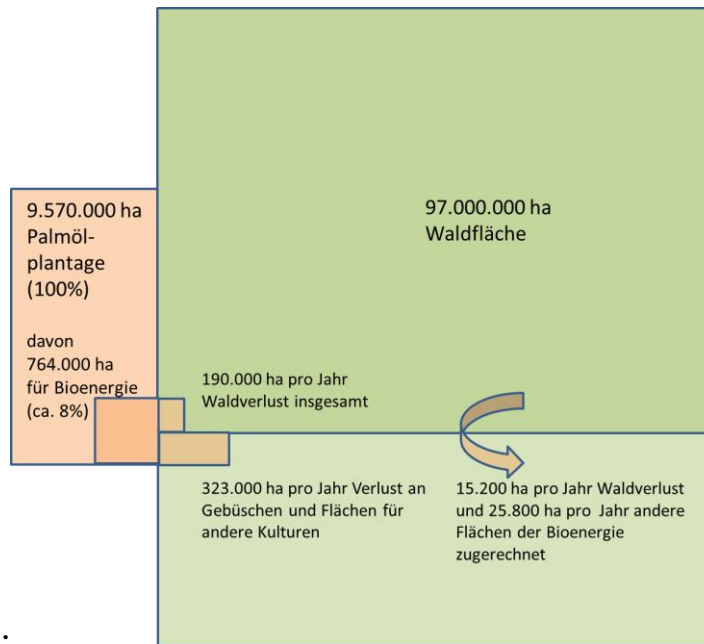 97.000.000 ha
Waldfläche
9.570.000 ha
Palmöl-
plantage
(100%)
davon
764.000 ha
für Bioenergie
(ca. 8%)
190.000 ha pro Jahr
Waldverlust insgesamt
323.000 ha pro Jahr Verlust an
Gebüschen und Flächen für
andere Kulturen
15.200 ha pro Jahr Waldverlust
und 25.800 ha pro Jahr andere
Flächen der Bioenergie
zugerechnet
.